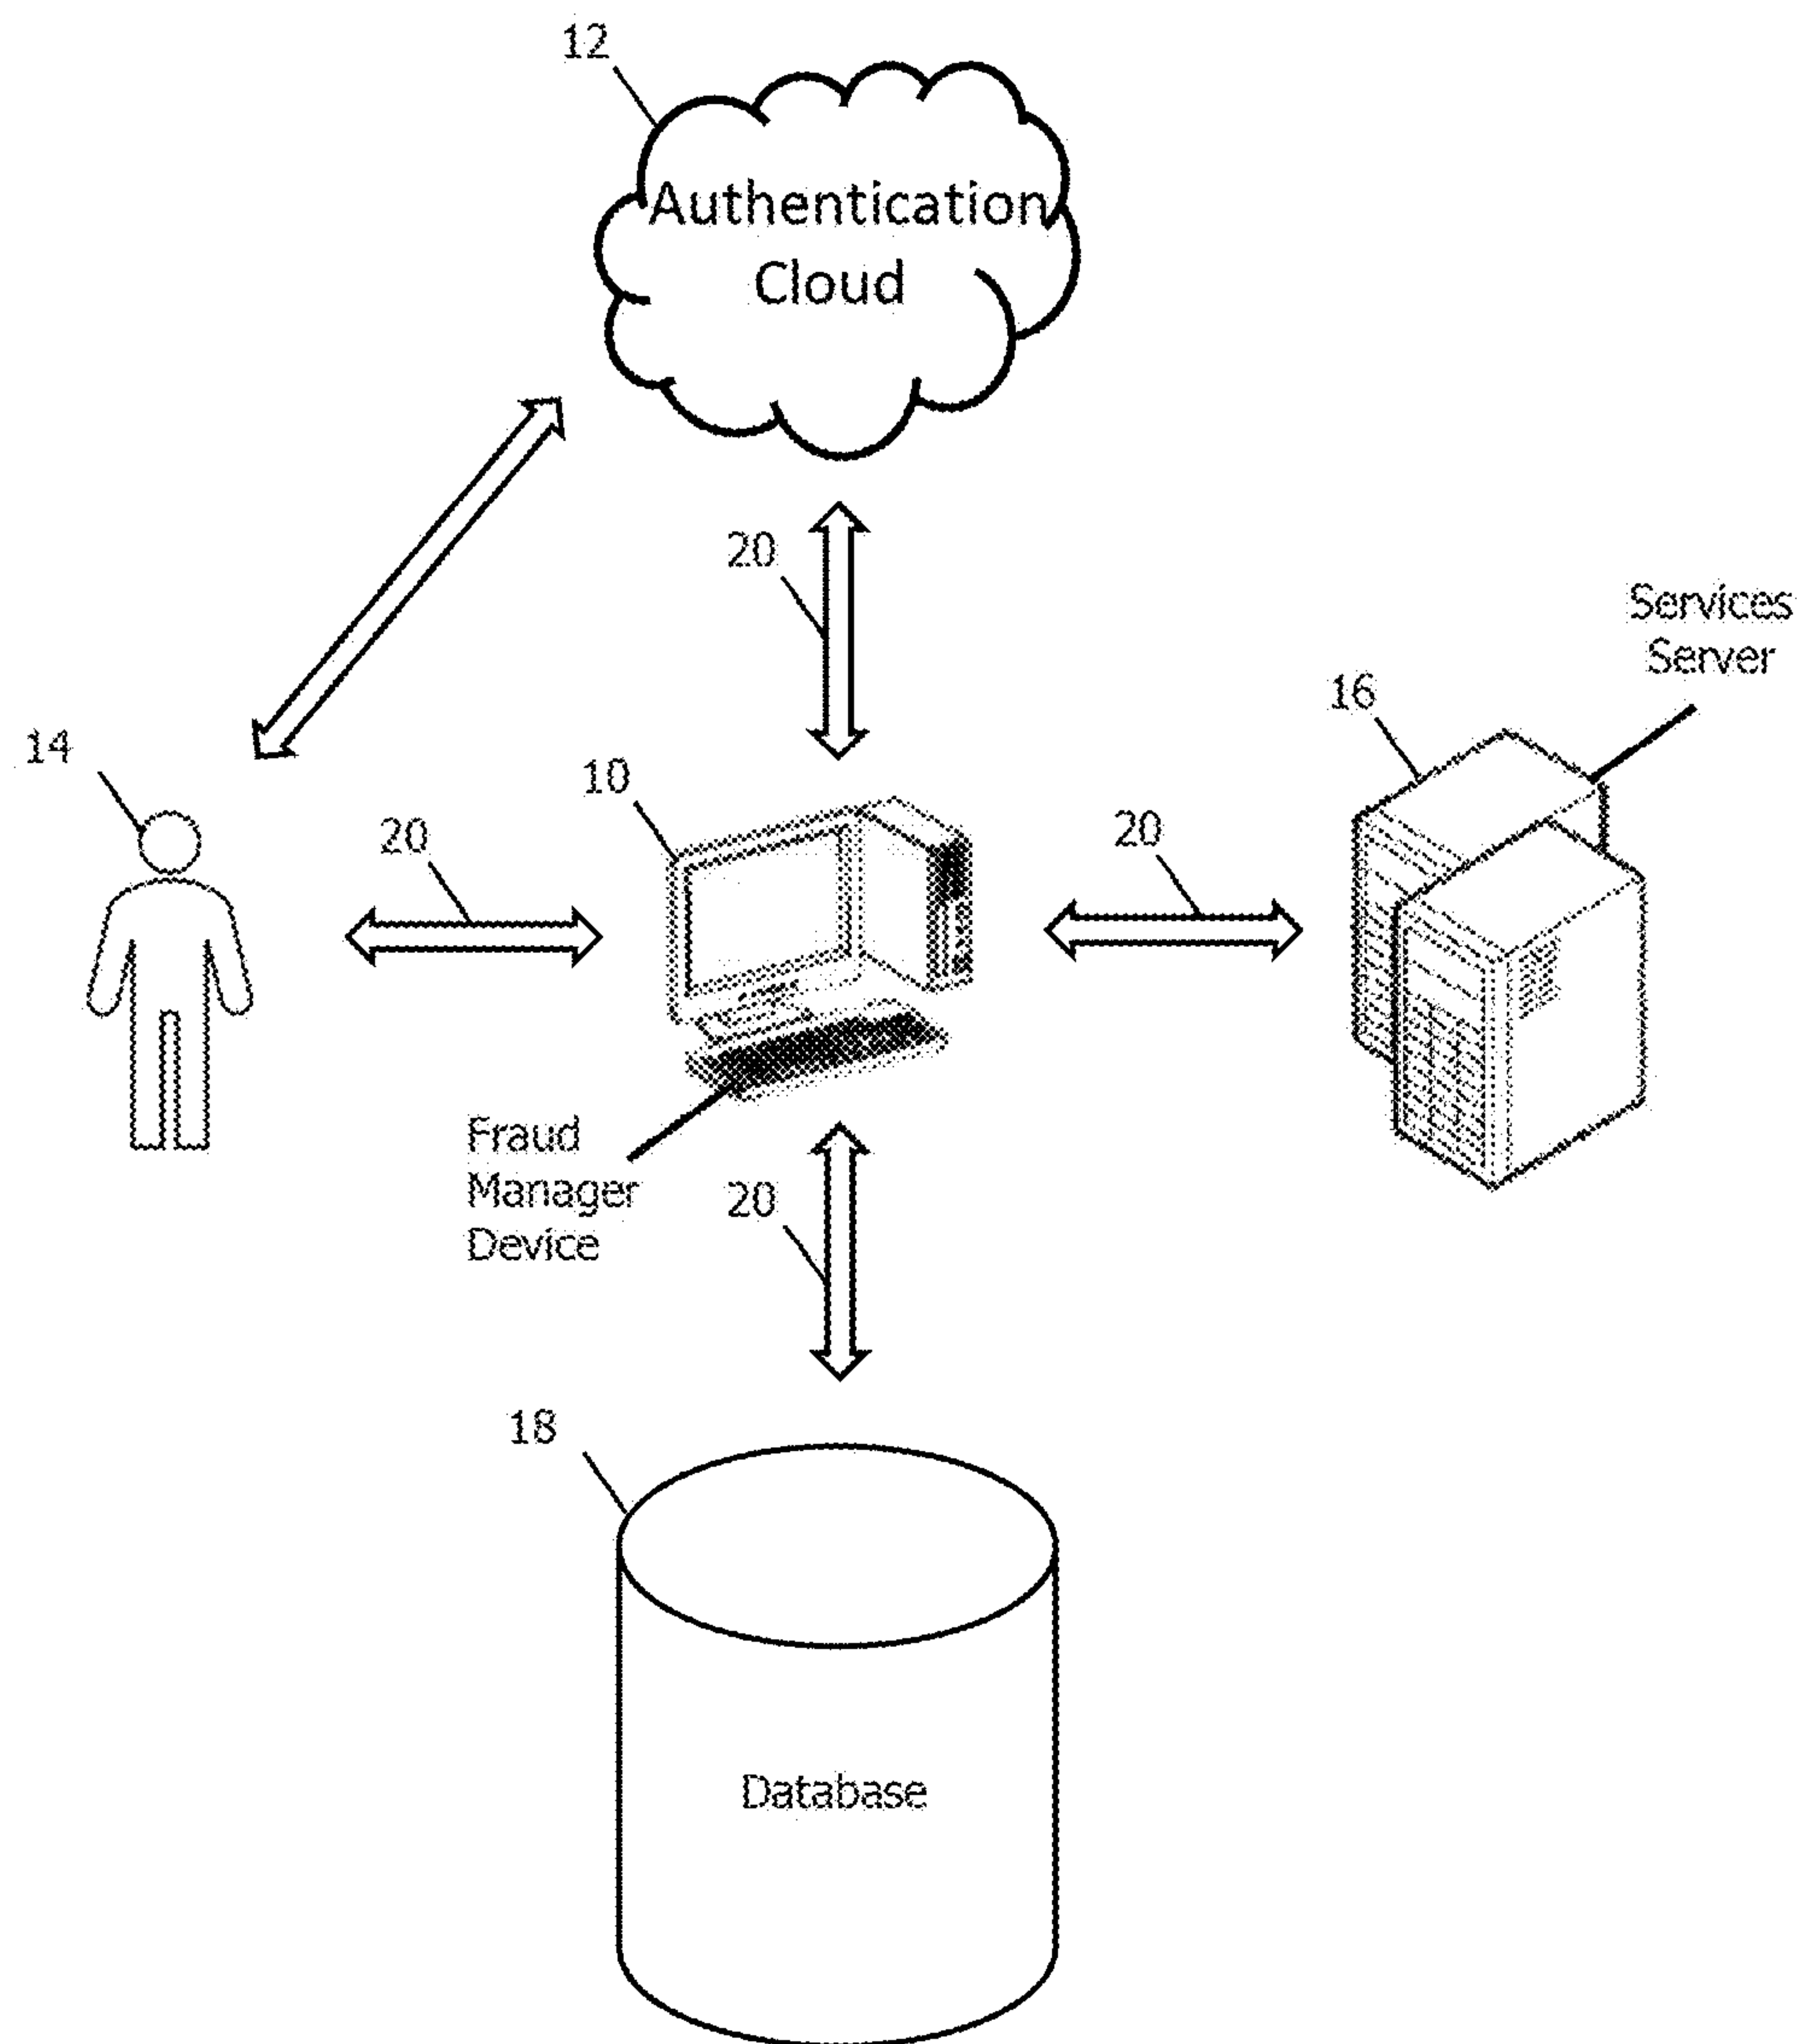 12
Authentication
Cloud
20
Services
Server
16
14
10
20
20
Fraud
Manager
Device
20
18
Database